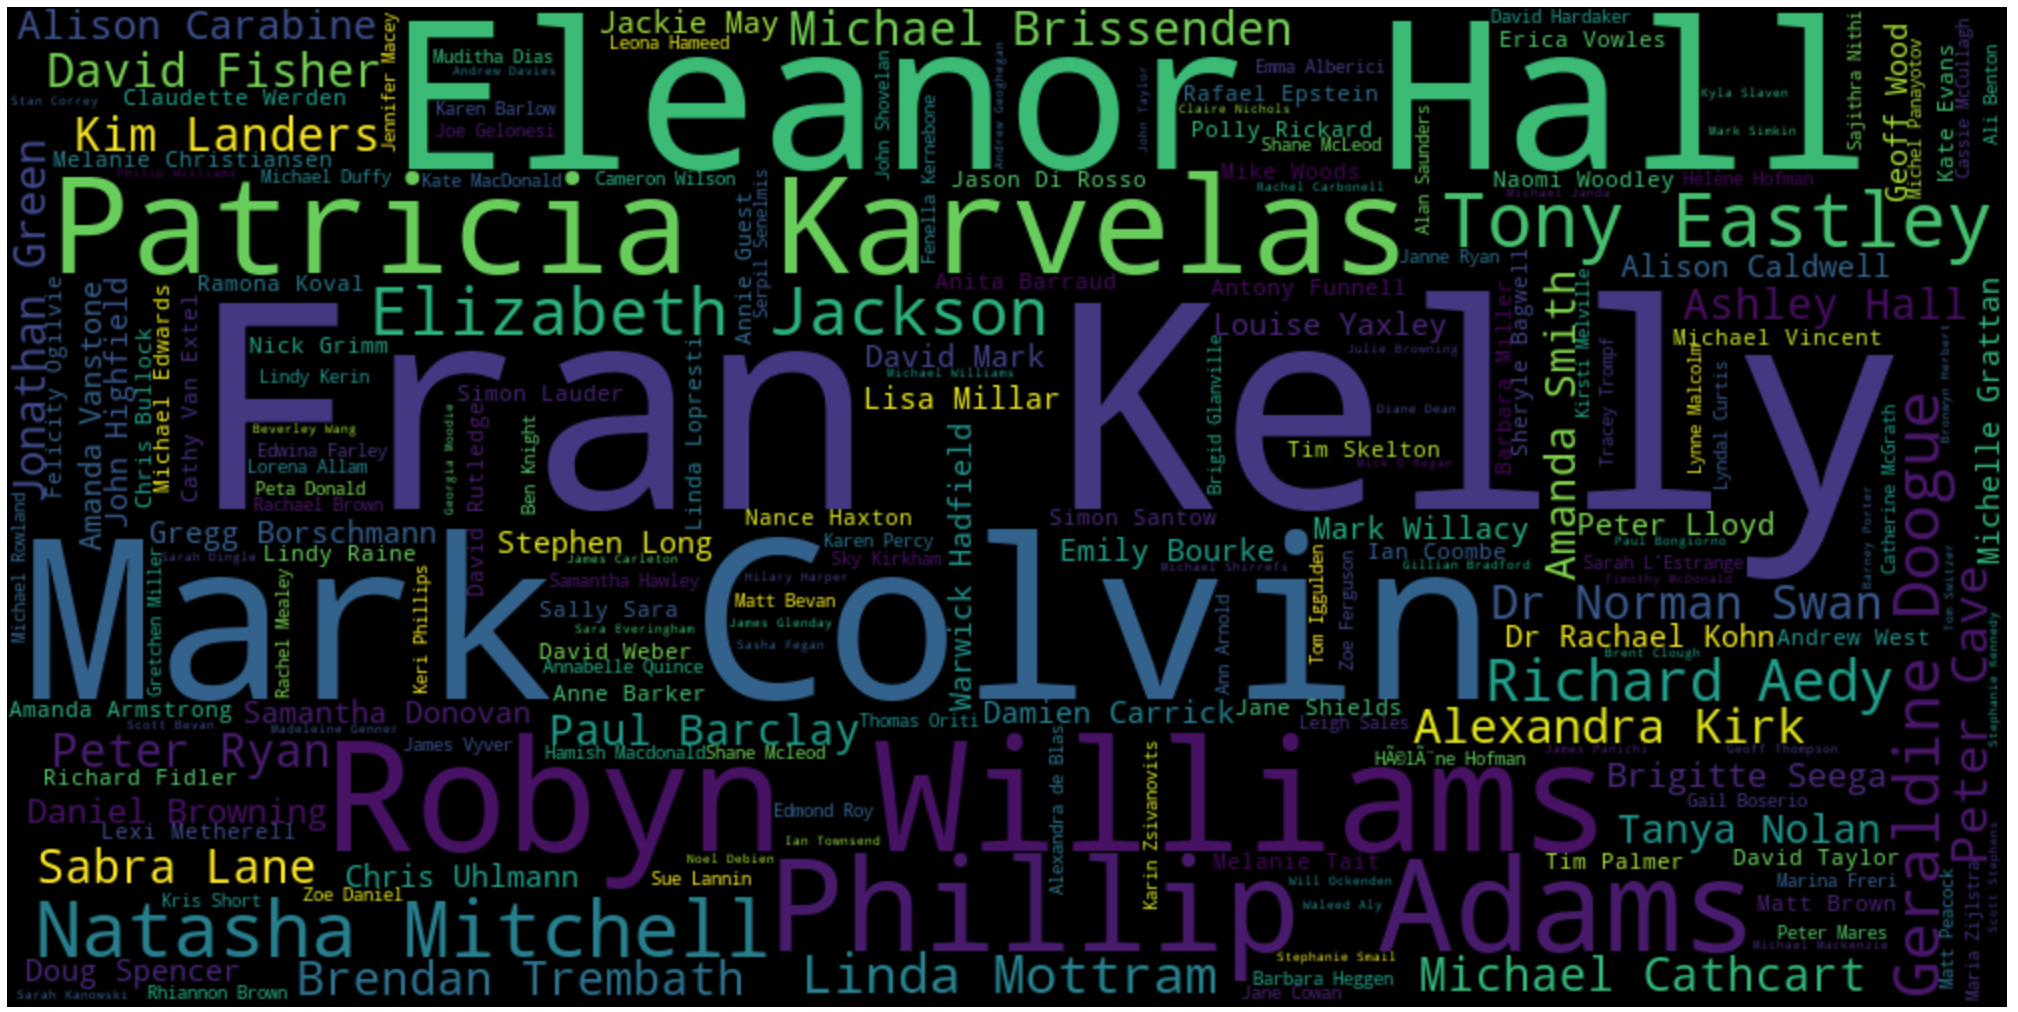 Alison Carabine
Jennifer Macey
Eleanor Hall
Jackie May
Michael Brissenden
David Hardaker
Leona Hameed
Erica Vowles
Sajithra Nithi
Geoff Wood
Michel Panayotov
Kate Evans
Cassie McCullagh
Ali Benton
David Fisher
Muditha Dias
Andrew Davies
John Shovelan
Andrew Geoghegan
John Taylor
Emma Alberici
Rafael Epstein
Claire Nichols
Kyla Slaven
Stan Correy
Claudette Werden
Karen Barlow
Joe Gelonesi
Fenella Kernebone
Polly Rickard
Shane McLeod
Alan Saunders
Mark Simkin
Kim Landers
Melanie Christiansen
Philip Williams
Michael Duffy
Kate MacDonald
Cameron Wilson
Jason Di Rosso
Mike Woods
Rachel Carbonell
Naomi Woodley
Hélène Hofman
Michael Janda
Jonathan Green
Patricia Karvelas
Annie Guest
Serpil Senelmis
Tony Eastley
Janne Ryan
Alison Caldwell
Felicity Ogilvie
Amanda Vanstone
John Highfield
Chris Bullock
Michael Edwards
Cathy Van Extel
Ramona Koval
Elizabeth Jackson
Anita Barraud
Antony Funnell
Barbara Miller
Sheryle Bagwell
Amanda Smith
Kirsti Melville
Ashley Hall
Michelle Grattan
Fran Kelly
Louise Yaxley
Michael Vincent
Nick Grimm
David Mark
Julie Browning
Bronwyn Herbert
Lindy Kerin
Michael Williams
Simon Lauder
Linda Lopresti
Lisa Millar
Brigid Glanville
Diane Dean
Tracey Trompf
Lynne Malcolm
Lyndal Curtis
Beverley Wang
Georgia Moodie
David Rutledge
Ben Knight
Edwina Farley
Lorena Allam
Peta Donald
Rachael Brown
Tim Skelton
Mick O'Regan
Catherine McGrath
Geraldine Doogue
Michael Rowland
Mark Colvin
Gregg Borschmann
Stephen Long
Nance Haxton
Warwick Hadfield
Simon Santow
Mark Willacy
Peter Lloyd
Barney Porter
Sarah Dingle
Lindy Raine
James Carleton
Karen Percy
Sky Kirkham
Emily Bourke
Michael Shirrefs
Ian Coombe
Gillian Bradford
Paul Bongiorno
Sarah L'Estrange
Timothy McDonald
Tom Switzer
Gretchen Miller
Rachel Mealey
Keri Phillips
Samantha Hawley
Hilary Harper
Sally Sara
Matt Bevan
Sara Everingham
James Glenday
Sasha Fegan
Ann Arnold
Tom Iggulden
Zoe Ferguson
Dr Norman Swan
Dr Rachael Kohn
Andrew West
Brent Clough
Peter Cave
Stephanie Kennedy
David Weber
Annabelle Quince
Anne Barker
Richard Aedy
Amanda Armstrong
Samantha Donovan
Scott Bevan
Madeleine Genner
Paul Barclay
Thomas Oriti
Damien Carrick
Jane Shields
Leigh Sales
Alexandra Kirk
Peter Ryan
James Vyver
Hamish Macdonald
Shane Mcleod
Alexandra de Blas
Karin Zsivanovits
HÃ©lÃ¨ne Hofman
James Panichi
Geoff Thompson
Richard Fidler
Robyn Williams
Brigitte Seega
Daniel Browning
Edmond Roy
Gail Boserio
Lexi Metherell
Ian Townsend
Tanya Nolan
Sabra Lane
Chris Uhlmann
Noel Debien
Sue Lannin
Phillip Adams
Melanie Tait
Will Ockenden
Waleed Aly
Tim Palmer
David Taylor
Marina Freri
Scott Stephens
Kris Short
Zoe Daniel
Matt Brown
Natasha Mitchell
Peter Mares
Michael Mackenzie
Matt Peacock
Maria Zijlstra
Doug Spencer
Stephanie Smail
Brendan Trembath
Linda Mottram
Barbara Heggen
Michael Cathcart
Sarah Kanowski
Rhiannon Brown
Jane Cowan